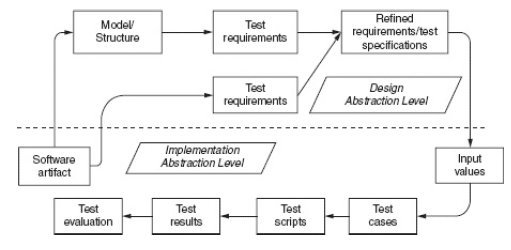 Model/
Structure
Test
requirements
Refined
requirements/test
specifications
Test
requirements
Design
Abstraction Level
Software
artifact
Implementation
Abstraction Level
Input
values
Test
evaluation
Test
results
Test
scripts
Test
cases